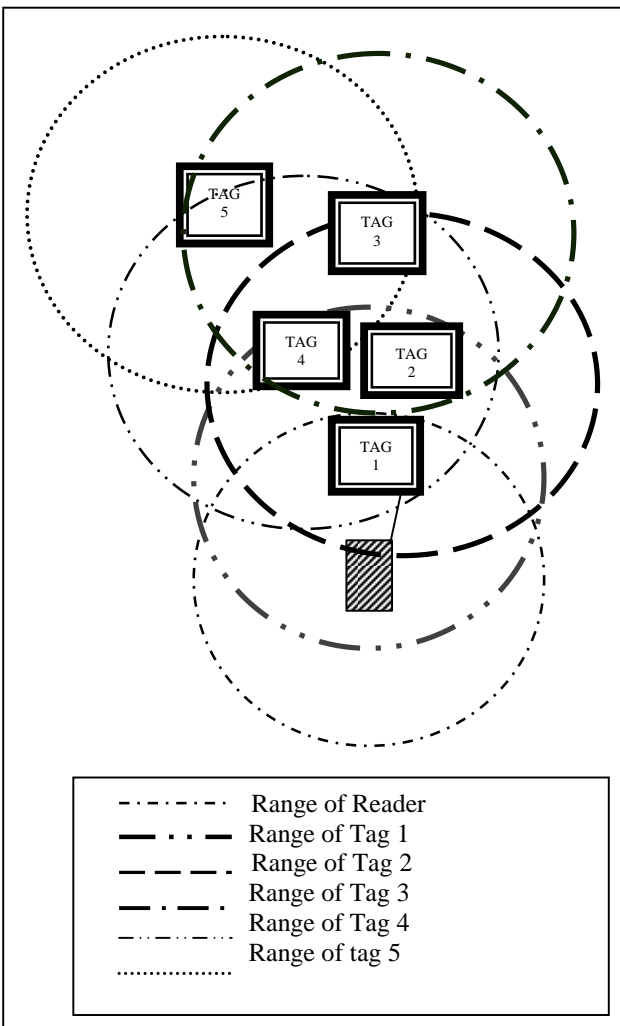 TAG
5
TAG
3
TAG
4
TAG
2
TAG
1
Range of Reader
Range of Tag 1
Range of Tag 2
Range of Tag 3
Range of Tag 4
Range of tag 5